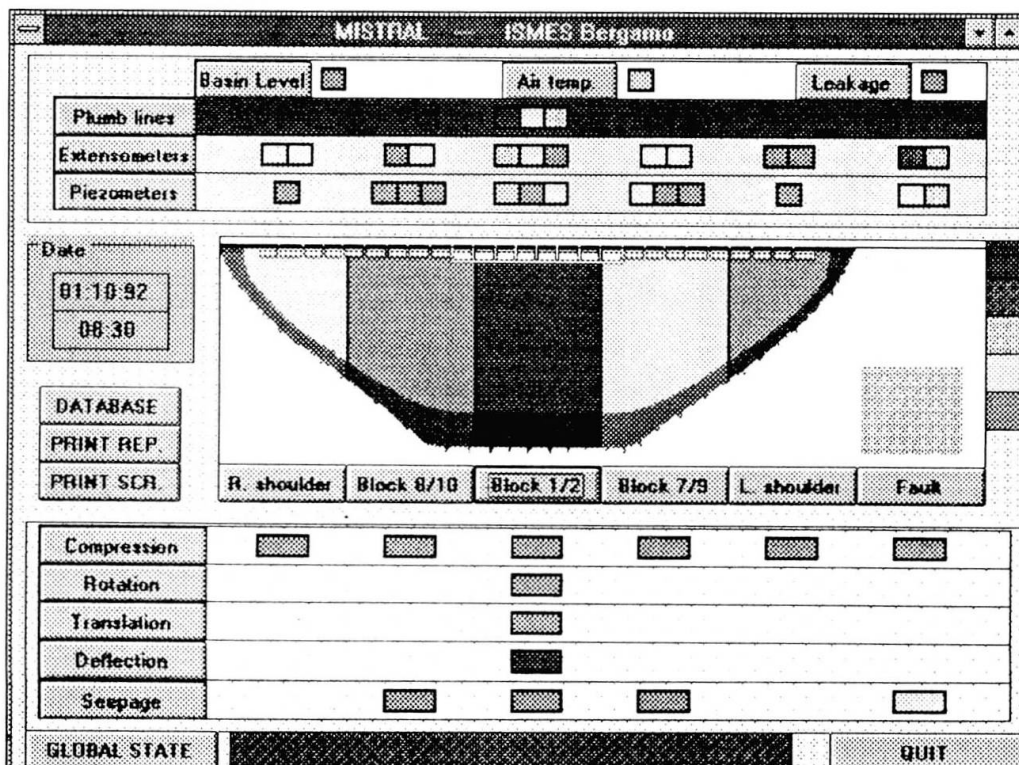 MISTRAL — ISMES Bergamo
Basin Level
Air temp
Leakage
Plumb lines
Extensometers
Piezometers
Date
01:10:92
08.30
DATABASE
PRINT REP.
PRINT SCR.
R. shoulder
Block 8/10
Block 1/2
Block 7/9
L. shoulder
Fault
Compression
Rotation
Translation
Deflection
Seepage
GLOBAL STATE
QUIT